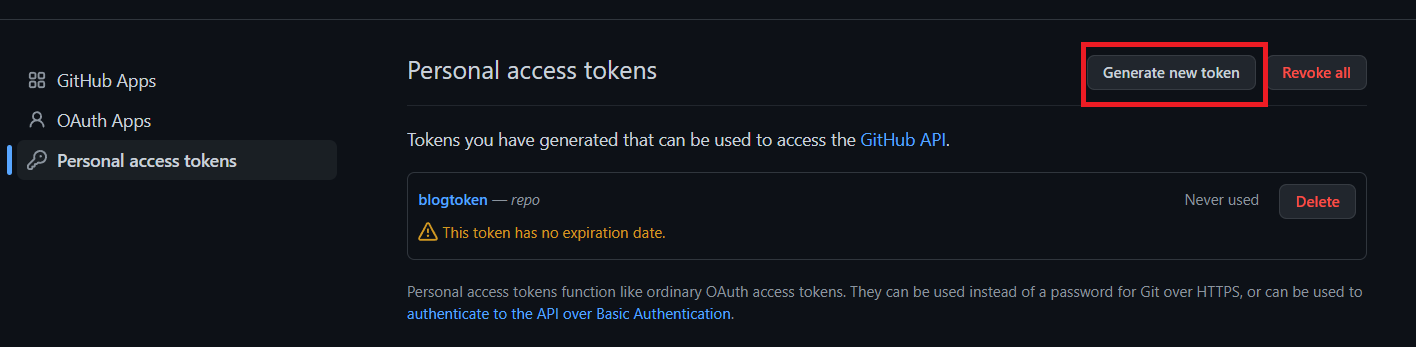 GitHub Apps
OAuth Apps
Personal access tokens
Personal access tokens
Generate new token
Revoke all
Tokens you have generated that can be used to access the GitHub API.
blogtoken — repo
Never used
Delete
This token has no expiration date.
Personal access tokens function like ordinary OAuth access tokens. They can be used instead of a password for Git over HTTPS, or can be used to
authenticate to the API over Basic Authentication.